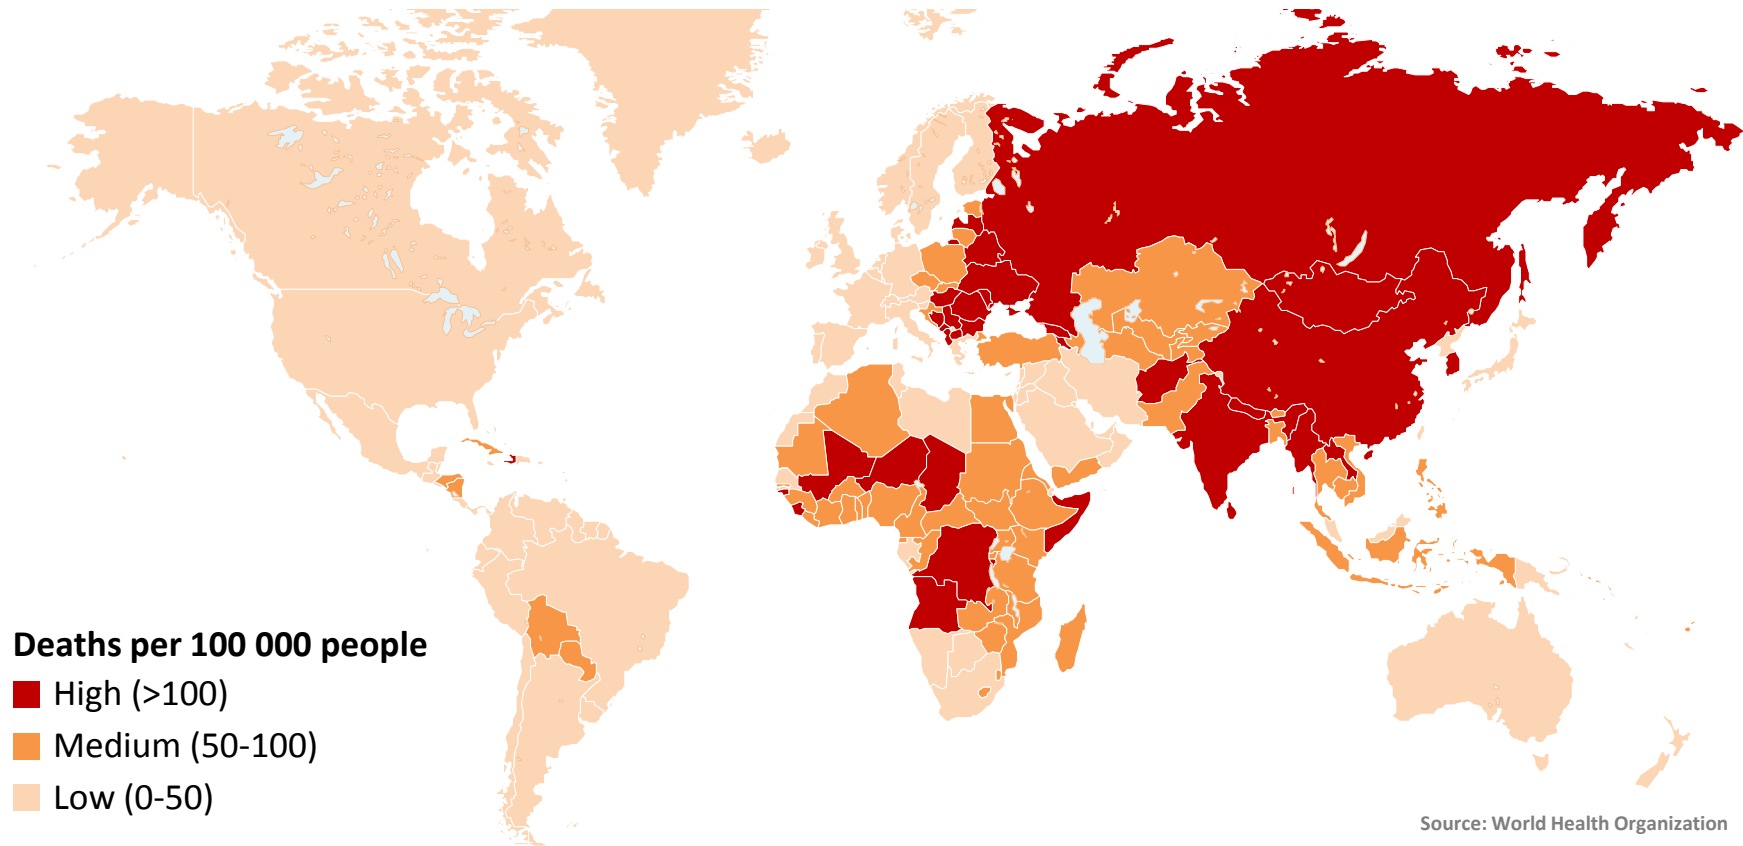 Deaths per 100 000 people
High (>100)
Medium (50-100)
Low (0-50)
Source: World Health Organization